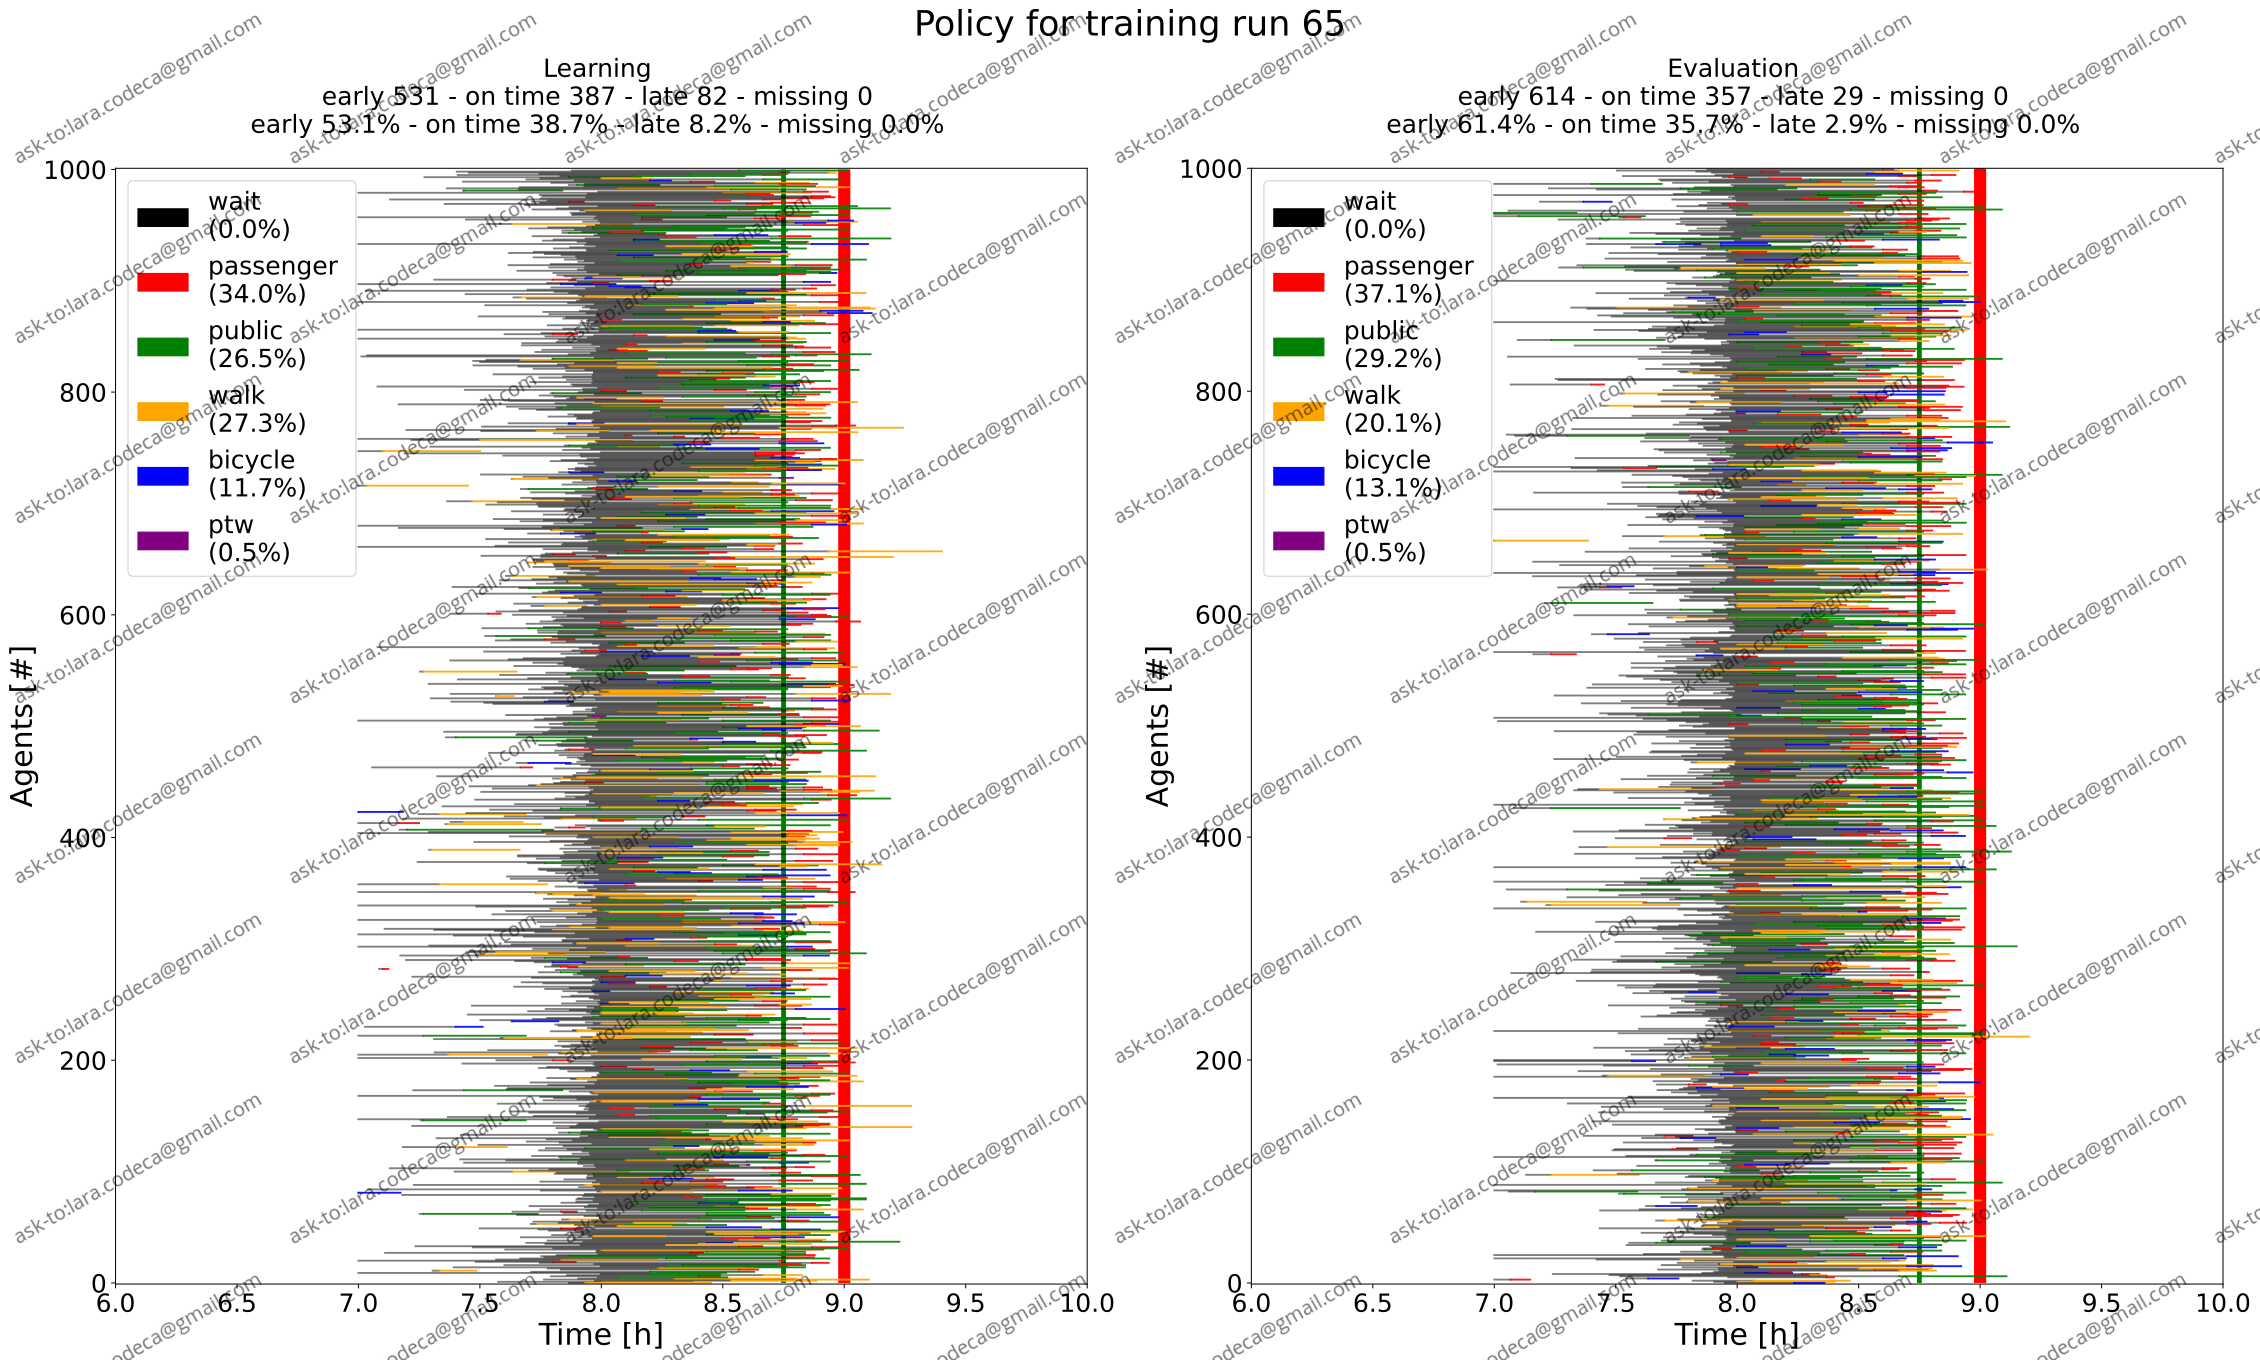 Policy for training run 65
Learning
early 531 - on time 387 - late 82 - missing 0
early 53.1% - on time 38.7% - late 8.2% - missing 0.0%
1000
800
600
400
200
0
Agents [#]
wait
(0.0%)
passenger
(34.0%)
public
(26.5%)
walk
(27.3%)
bicycle
(11.7%)
ptw
(0.5%)
6.0 6.5 7.0 7.5 8.0 8.5 9.0 9.5 10.0
Time [h]
Evaluation
early 614 - on time 357 - late 29 - missing 0
early 61.4% - on time 35.7% - late 2.9% - missing 0.0%
1000
800
600
400
200
0
Agents [#]
wait
(0.0%)
passenger
(37.1%)
public
(29.2%)
walk
(20.1%)
bicycle
(13.1%)
ptw
(0.5%)
6.0 6.5 7.0 7.5 8.0 8.5 9.0 9.5 10.0
Time [h]
ask-to:lara.codeca@gmail.com